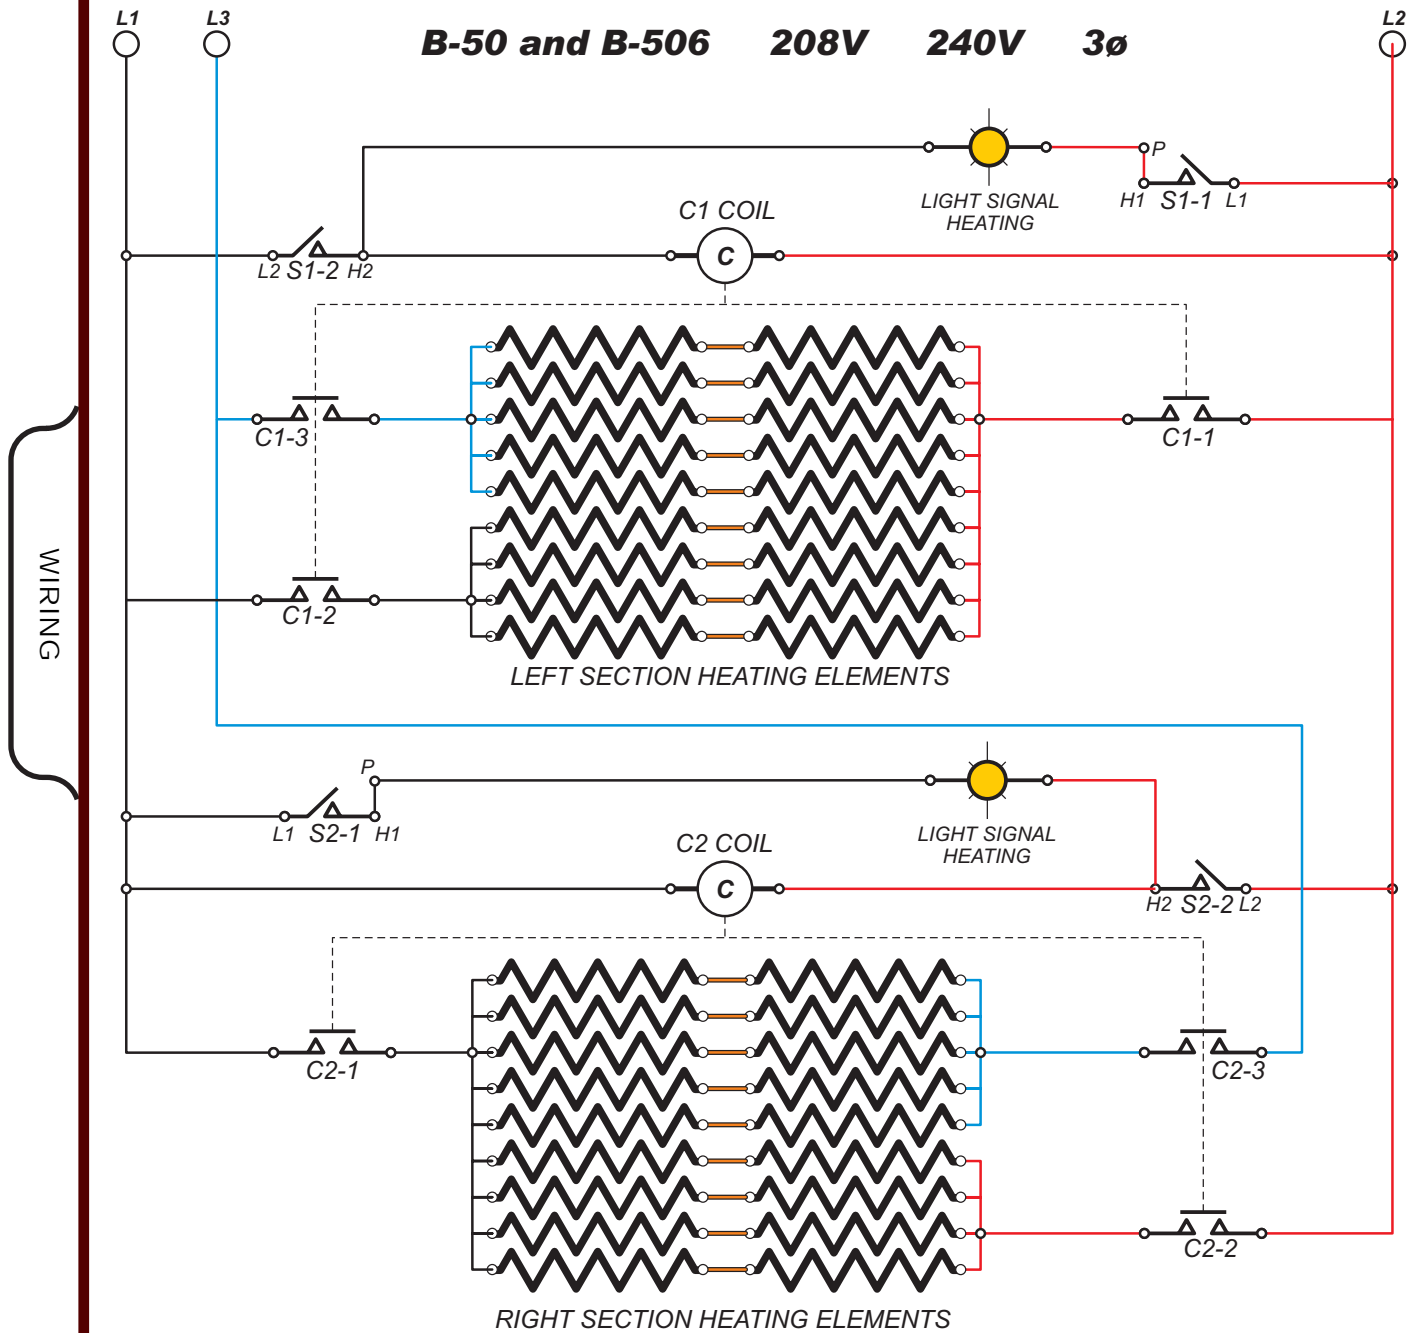 L1
L3
B-50 and B-506 208V 240V 3ø
L2
P
LIGHT SIGNAL
HEATING
H1 S1-1 L1
C1 COIL
C
L2 S1-2 H2
C1-3
C1-1
C1-2
WIRING
LEFT SECTION HEATING ELEMENTS
P
L1 S2-1 H1
LIGHT SIGNAL
HEATING
C2 COIL
C
H2 S2-2 L2
C2-1
C2-3
C2-2
RIGHT SECTION HEATING ELEMENTS